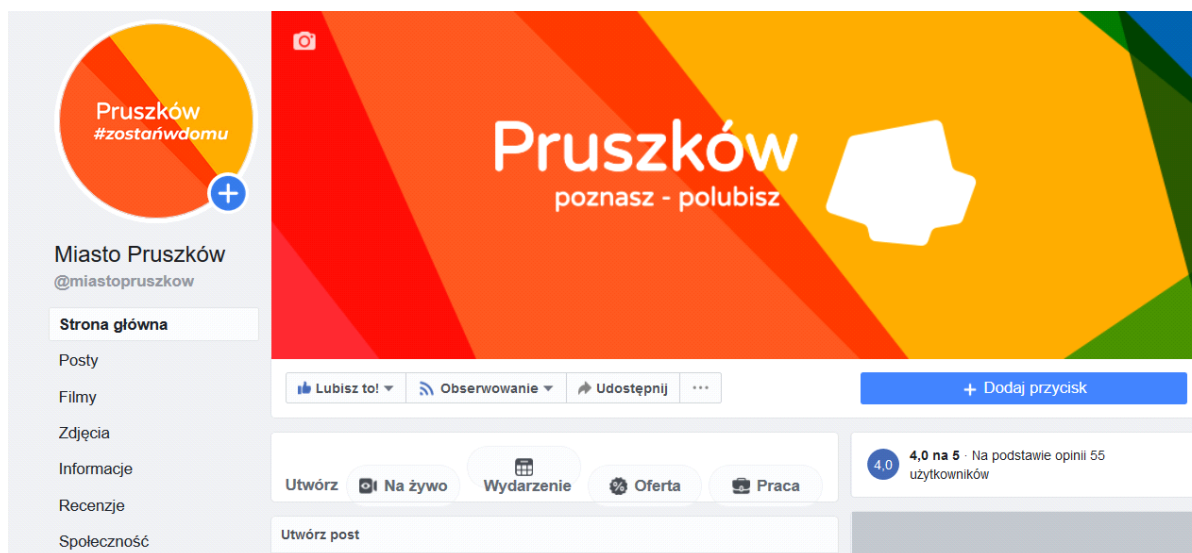 Pruszków
#zostańwdomu
Pruszków
poznasz - polubisz
Miasto Pruszków
@miastopruszkow
Strona główna
Posty
Filmy
Zdjęcia
Informacje
Recenzje
Społeczność
Lubisz to! Obserwowanie Udostępnij ...
+ Dodaj przycisk
Utwórz Na żywo Wydarzenie Oferta Praca
Utwórz post
4,0 4,0 na 5 · Na podstawie opinii 55
użytkowników